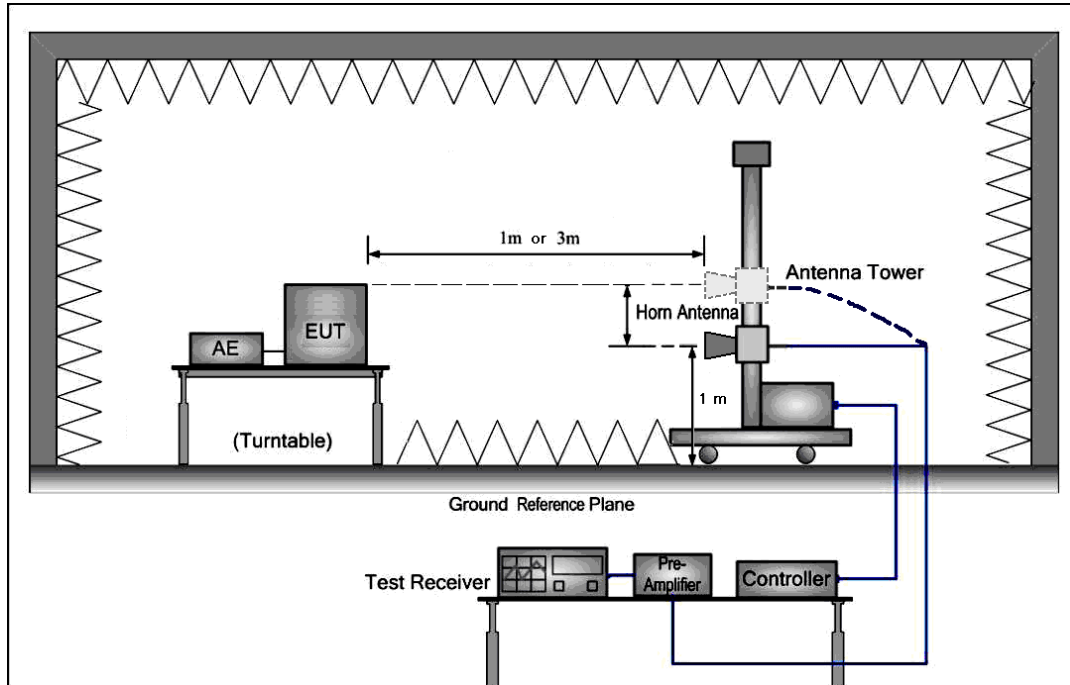 1m or 3m
Antenna Tower
Horn Antenna
EUT
AE
1 m
(Turntable)
Ground Reference Plane
Test Receiver
Pre-
Amplifier
Controller